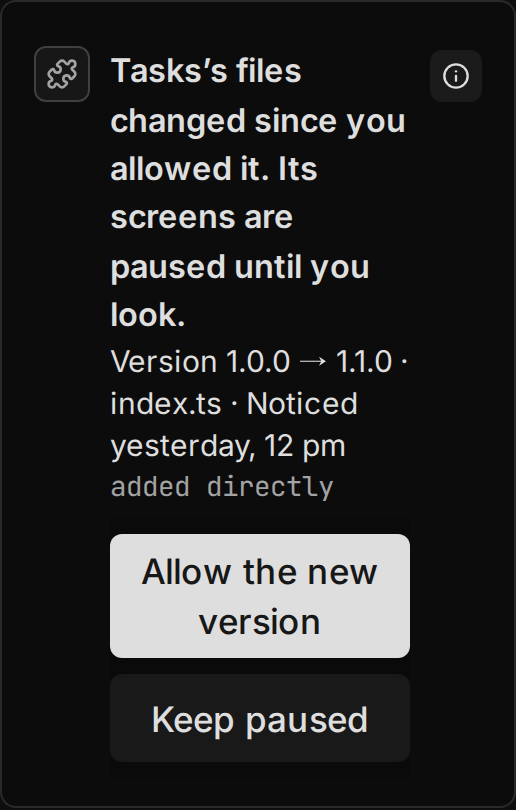 Tasks’s files
changed since you
allowed it. Its
screens are
paused until you
look.
Version 1.0.0 → 1.1.0 ·
index.ts · Noticed
yesterday, 12 pm
added directly
Allow the new
version
Keep paused